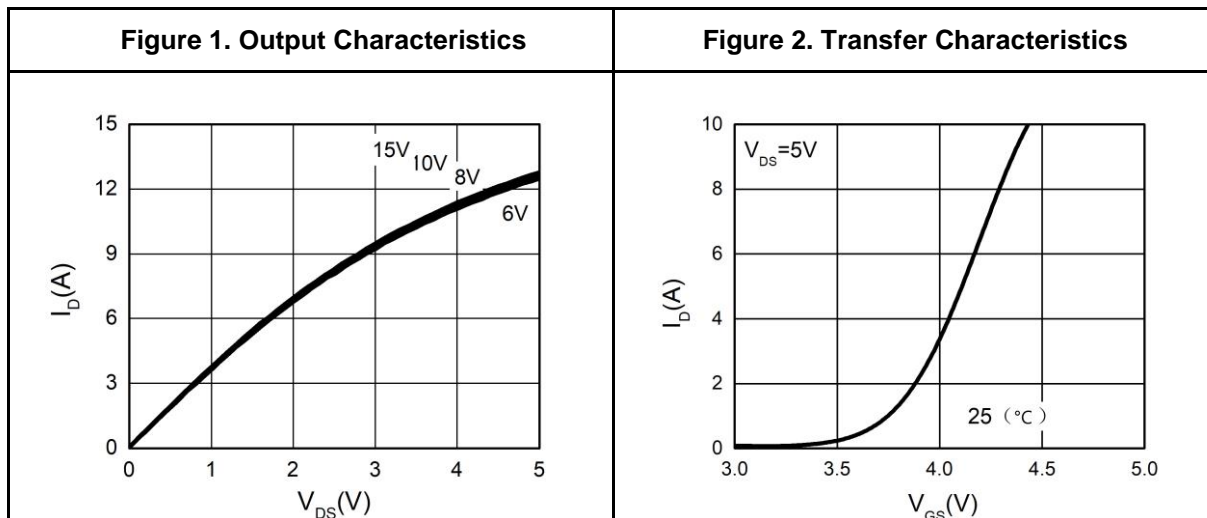 Figure 1. Output Characteristics
15
12
9
6
3
0
I_D(A)
15V
10V
8V
6V
0 1 2 3 4 5
V_DS(V)
Figure 2. Transfer Characteristics
10
8
6
4
2
0
I_D(A)
V_DS=5V
25（℃）
3.0 3.5 4.0 4.5 5.0
V_GS(V)